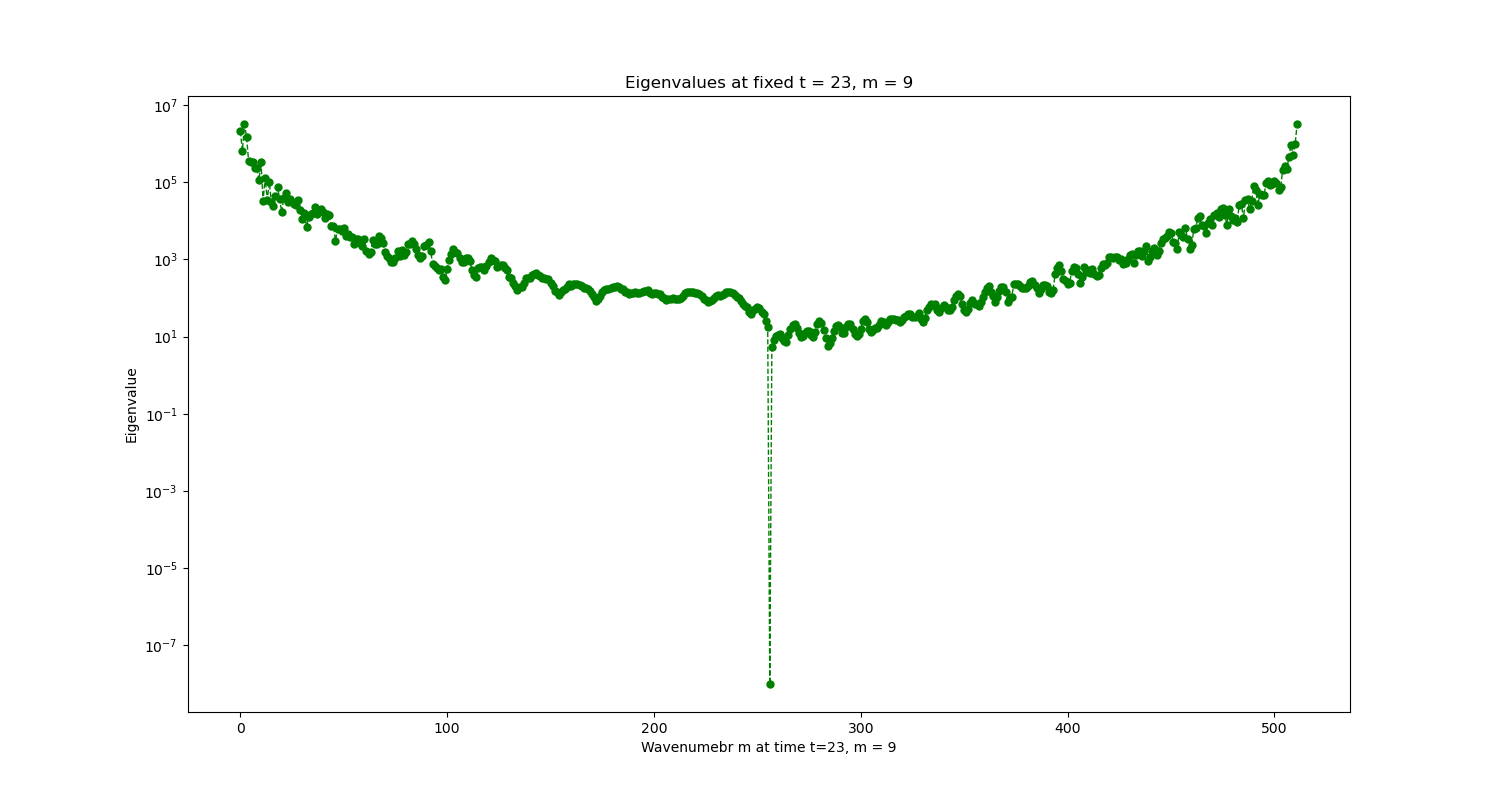 Eigenvalues at fixed t = 23, m = 9
10^7
10^5
10^3
10^1
10^-1
10^-3
10^-5
10^-7
Eigenvalue
0 100 200 300 400 500
Wavenumebr m at time t=23, m = 9